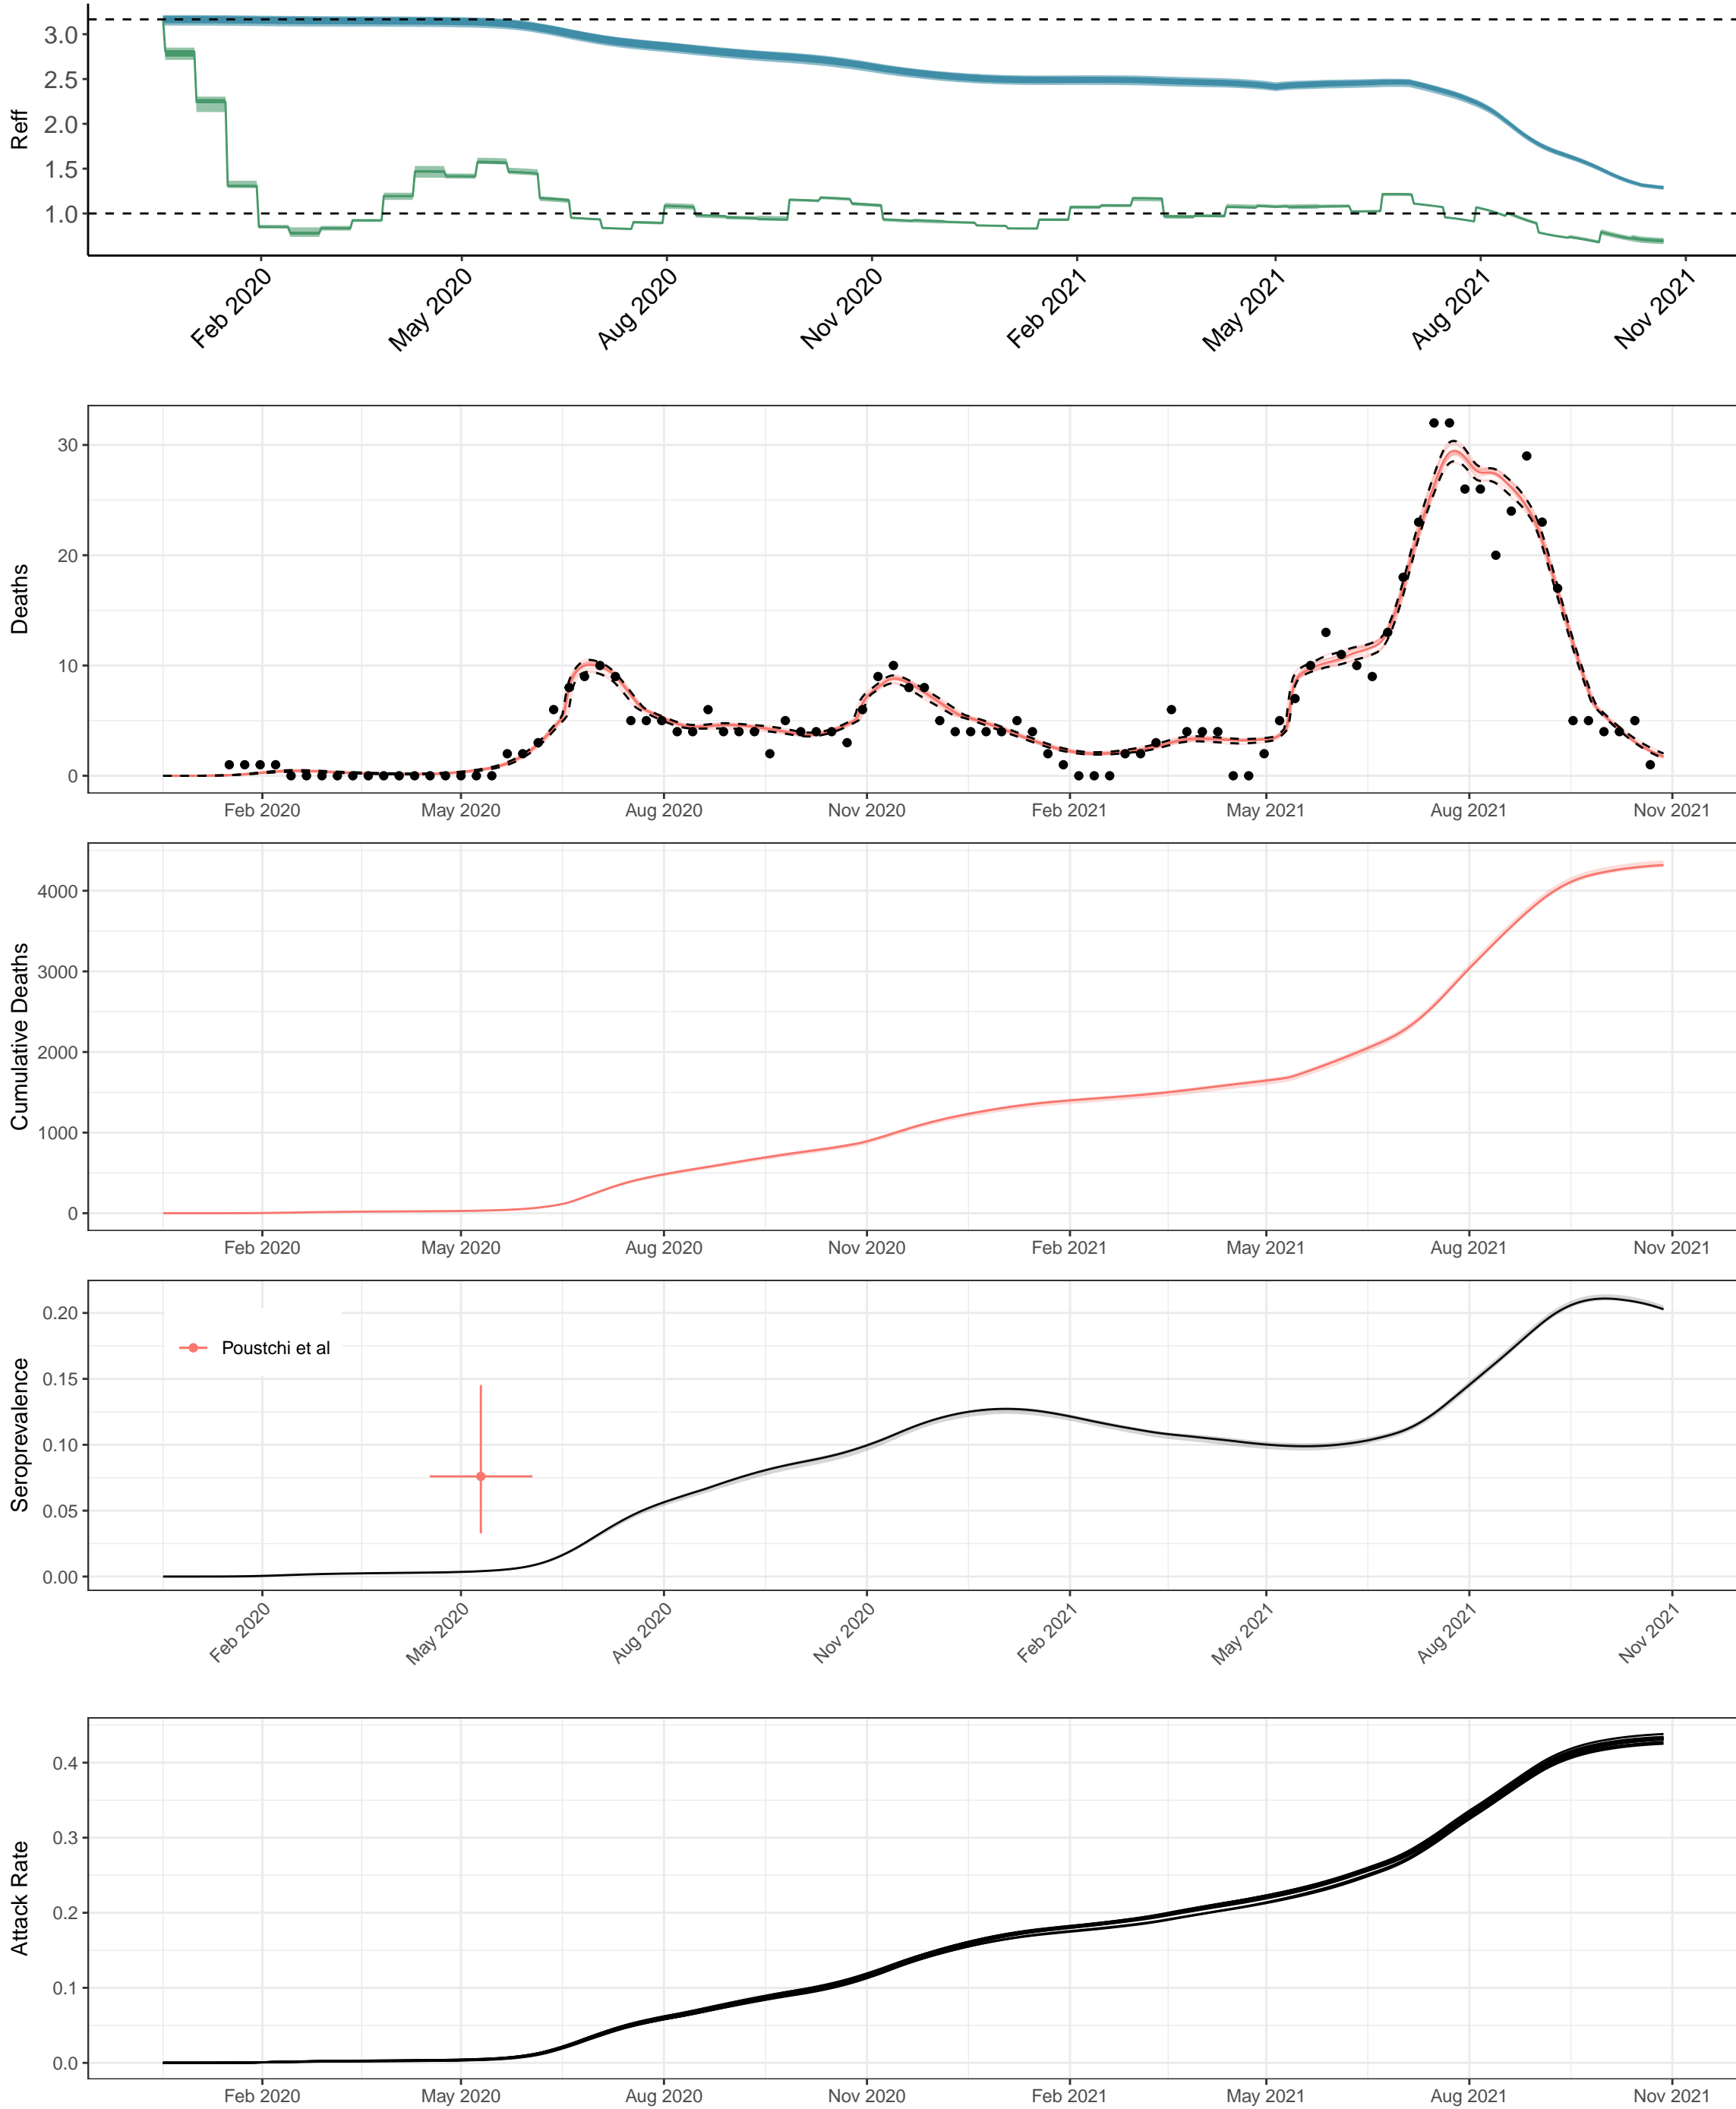 Reff
3.0
2.5
2.0
1.5
1.0
Feb 2020
May 2020
Aug 2020
Nov 2020
Feb 2021
May 2021
Aug 2021
Nov 2021
Deaths
30
20
10
0
Feb 2020
May 2020
Aug 2020
Nov 2020
Feb 2021
May 2021
Aug 2021
Nov 2021
Cumulative Deaths
4000
3000
2000
1000
0
Feb 2020
May 2020
Aug 2020
Nov 2020
Feb 2021
May 2021
Aug 2021
Nov 2021
Seroprevalence
0.20
0.15
0.10
0.05
0.00
Poustchi et al
Feb 2020
May 2020
Aug 2020
Nov 2020
Feb 2021
May 2021
Aug 2021
Nov 2021
Attack Rate
0.4
0.3
0.2
0.1
0.0
Feb 2020
May 2020
Aug 2020
Nov 2020
Feb 2021
May 2021
Aug 2021
Nov 2021